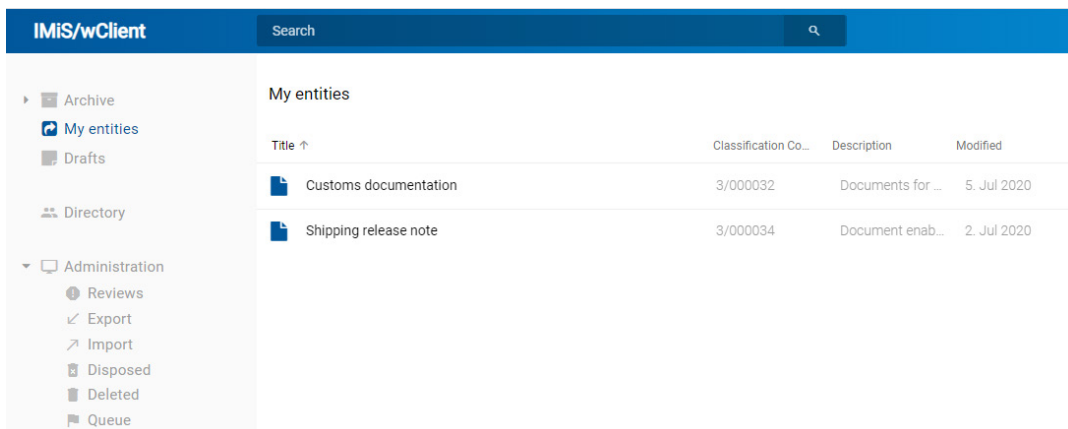 IMiS/wClient
Search
Archive
My entities
Drafts
Directory
Administration
Reviews
Export
Import
Disposed
Deleted
Queue
My entities
Title ↑ Classification Co... Description Modified
Customs documentation 3/000032 Documents for ... 5. Jul 2020
Shipping release note 3/000034 Document enab... 2. Jul 2020